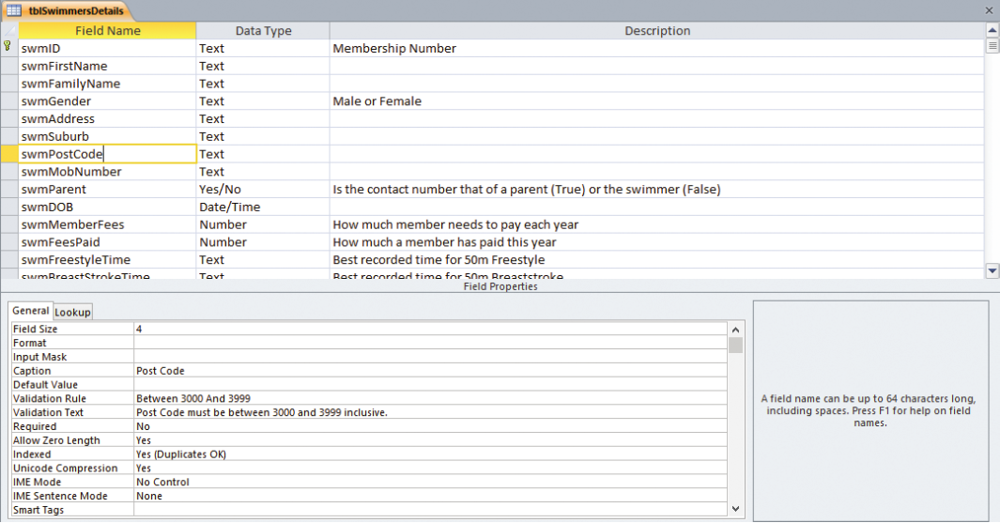 tblSwimmersDetails
Field Name Data Type Description
swmID Text Membership Number
swmFirstName Text
swmFamilyName Text
swmGender Text Male or Female
swmAddress Text
swmSuburb Text
swmPostCode Text
swmMobNumber Text
swmParent Yes/No Is the contact number that of a parent (True) or the swimmer (False)
swmDOB Date/Time
swmMemberFees Number How much member needs to pay each year
swmFeesPaid Number How much a member has paid this year
swmFreestyleTime Text Best recorded time for 50m Freestyle
swmBreastStrokeTime Text Best recorded time for 50m Breaststroke
Field Properties
General Lookup
Field Size 4
Format
Input Mask
Caption Post Code
Default Value
Validation Rule Between 3000 And 3999
Validation Text Post Code must be between 3000 and 3999 inclusive.
Required No
Allow Zero Length Yes
Indexed Yes (Duplicates OK)
Unicode Compression Yes
IME Mode No Control
IME Sentence Mode None
Smart Tags
A field name can be up to 64 characters long,
including spaces. Press F1 for help on field
names.